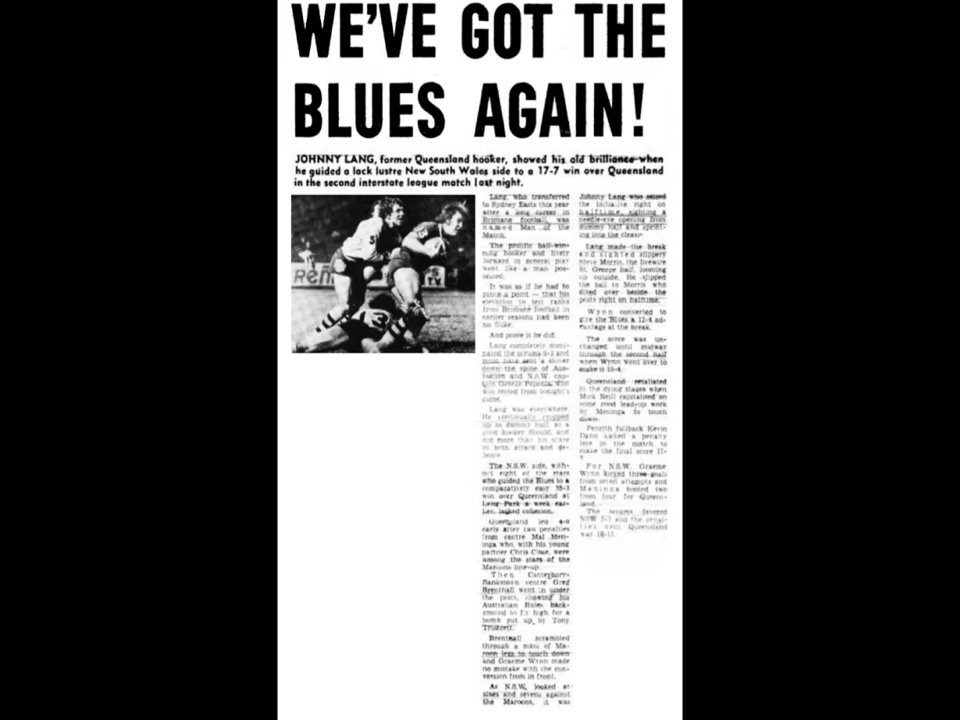 WE'VE GOT THE
BLUES AGAIN!
JOHNNY LANG, former Queensland hooker, showed his old brilliance when
he guided a lack lustre New South Wales side to a 17-7 win over Queensland
in the second interstate league match last night.
Rem
Lang, who transferred
to Sydney Easts this year
after a long career in
Brisbane football, was
named Man of the
Match.
The prolific ball-win-
ning hooker and lively
forward in general play
went like a man pos-
sessed.
It was as if he had to
prove a point — that his
elevation to test ranks
from Brisbane football in
earlier seasons had been
no fluke.
And prove it he did.
Lang completely domi-
nated the scrums and
must have sent a shiver
down the spine of Aus-
tralian and N.S.W. cap-
tain George Peponis, who
was rested from tonight's
game.
Lang was everywhere.
He continually cropped
up to dummy half, as a
good hooker should, and
did more than his share
in both attack and de-
fence.
The N.S.W. side, with-
out eight of the stars
who guided the Blues to a
comparatively easy 35-3
win over Queensland at
Lang Park a week ear-
lier, lacked cohesion.
Queensland led 4-0
early after two penalties
from centre Mal Men-
inga who, with his young
partner Chris Close, were
among the stars of the
Maroons line-up.
Then Canterbury-
Bankstown centre Greg
Brentnall went in under
the posts, showing his
Australian Rules back-
ground to fly high for a
bomb put up by Tony
Trudgett.
Brentnall scrambled
through a mass of Ma-
roon legs to touch down
and Graeme Wynn made
no mistake with the con-
version from in front.
As N.S.W. looked at
sixes and sevens against
the Maroons, it was
Johnny Lang who seized
the initiative right on
halftime, sighting a
needle-eye opening from
dummy half and sprint-
ing into the clear.
Lang made the break
and sighted slippery
Steve Morris, the livewire
St. George half, looming
up outside. He slipped
the ball to Morris who
dived over beside the
posts right on halftime.
Wynn converted to
give the Blues a 12-4 ad-
vantage at the break.
The score was un-
changed until midway
through the second half
when Wynn went over to
make it 15-4.
Queensland retaliated
in the dying stages when
Mick Neill capitalised on
some good lead-up work
by Meninga to touch
down.
Penrith fullback Kevin
Dann kicked a penalty
late in the match to
make the final score 17-
7.
For N.S.W. Graeme
Wynn kicked three goals
from seven attempts and
Meninga booted two
from four for Queens-
land.
The scrums favored
NSW and the penal-
ties went Queensland
way